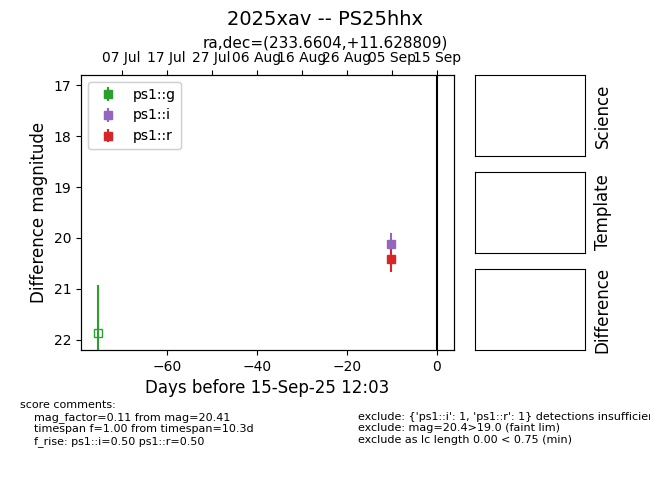 2025xav -- PS25hhx
ra,dec=(233.6604,+11.628809)
07 Jul 17 Jul 27 Jul 06 Aug 16 Aug 26 Aug 05 Sep 15 Sep
ps1::g
ps1::i
ps1::r
17
18
19
20
21
22
Difference magnitude
−60 −40 −20 0
Days before 15-Sep-25 12:03
Science
Template
Difference
score comments:
mag_factor=0.11 from mag=20.41
timespan f=1.00 from timespan=10.3d
f_rise: ps1::i=0.50 ps1::r=0.50
exclude: {'ps1::i': 1, 'ps1::r': 1} detections insufficie
exclude: mag=20.4>19.0 (faint lim)
exclude as lc length 0.00 < 0.75 (min)